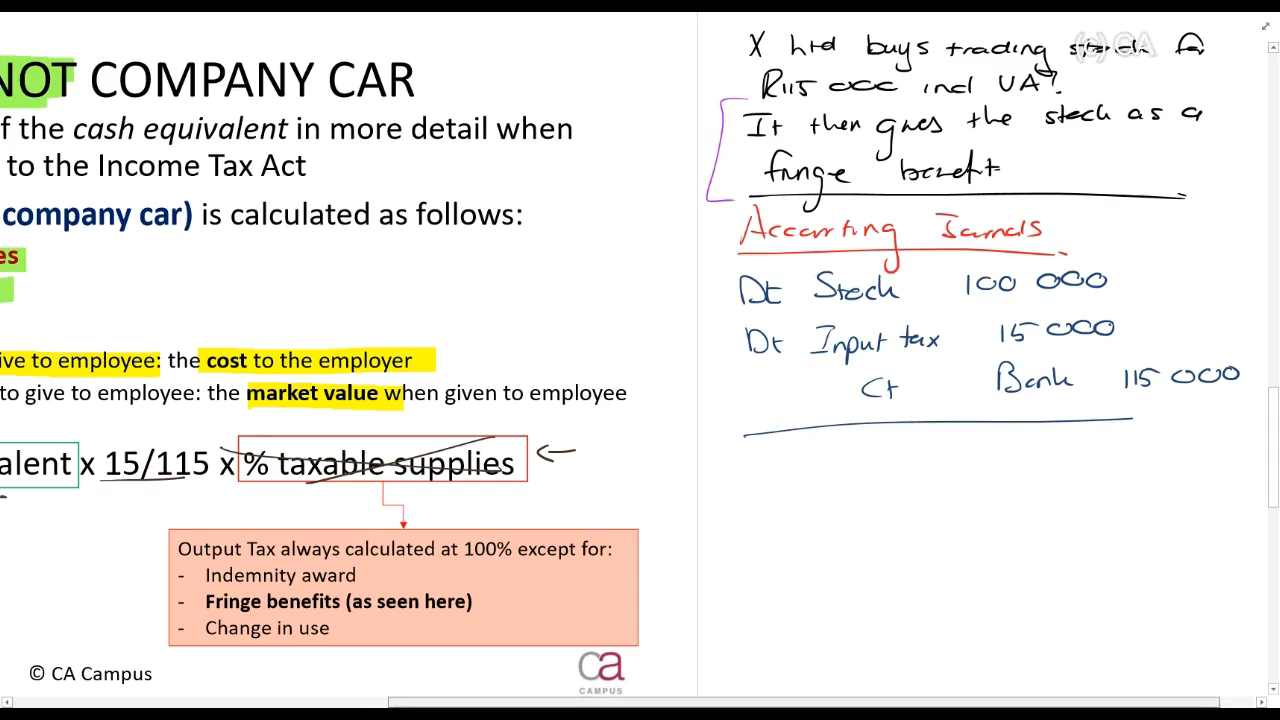 NOT COMPANY CAR
f the cash equivalent in more detail when
to the Income Tax Act
company car) is calculated as follows:
es
ive to employee: the cost to the employer
to give to employee: the market value when given to employee
alent x 15/115 x % taxable supplies
Output Tax always calculated at 100% except for:
- Indemnity award
- Fringe benefits (as seen here)
- Change in use
© CA Campus
ca
CAMPUS
X Ltd buys trading stock for
R115 000 incl VAT.
It then gives the stock as a
fringe benefit
Accounting Journals
Dt Stock 100 000
Dt Input tax 15 000
Ct Bank 115 000
(c) CA